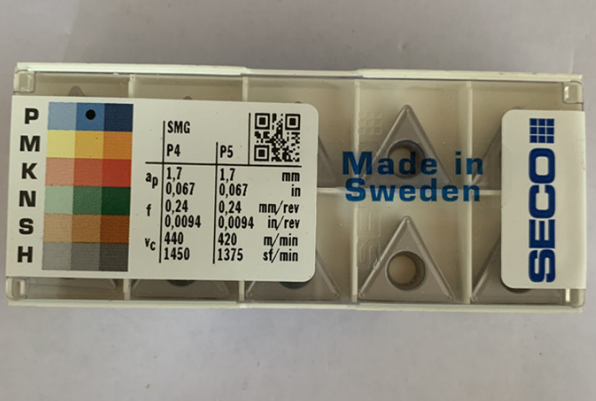 P
M
K
N
S
H
SMG
P4 P5
ap 1,7 1,7 mm
0,067 0,067 in
f 0,24 0,24 mm/rev
0,0094 0,0094 in/rev
vc 440 420 m/min
1450 1375 sf/min
Made in
Sweden
SECO